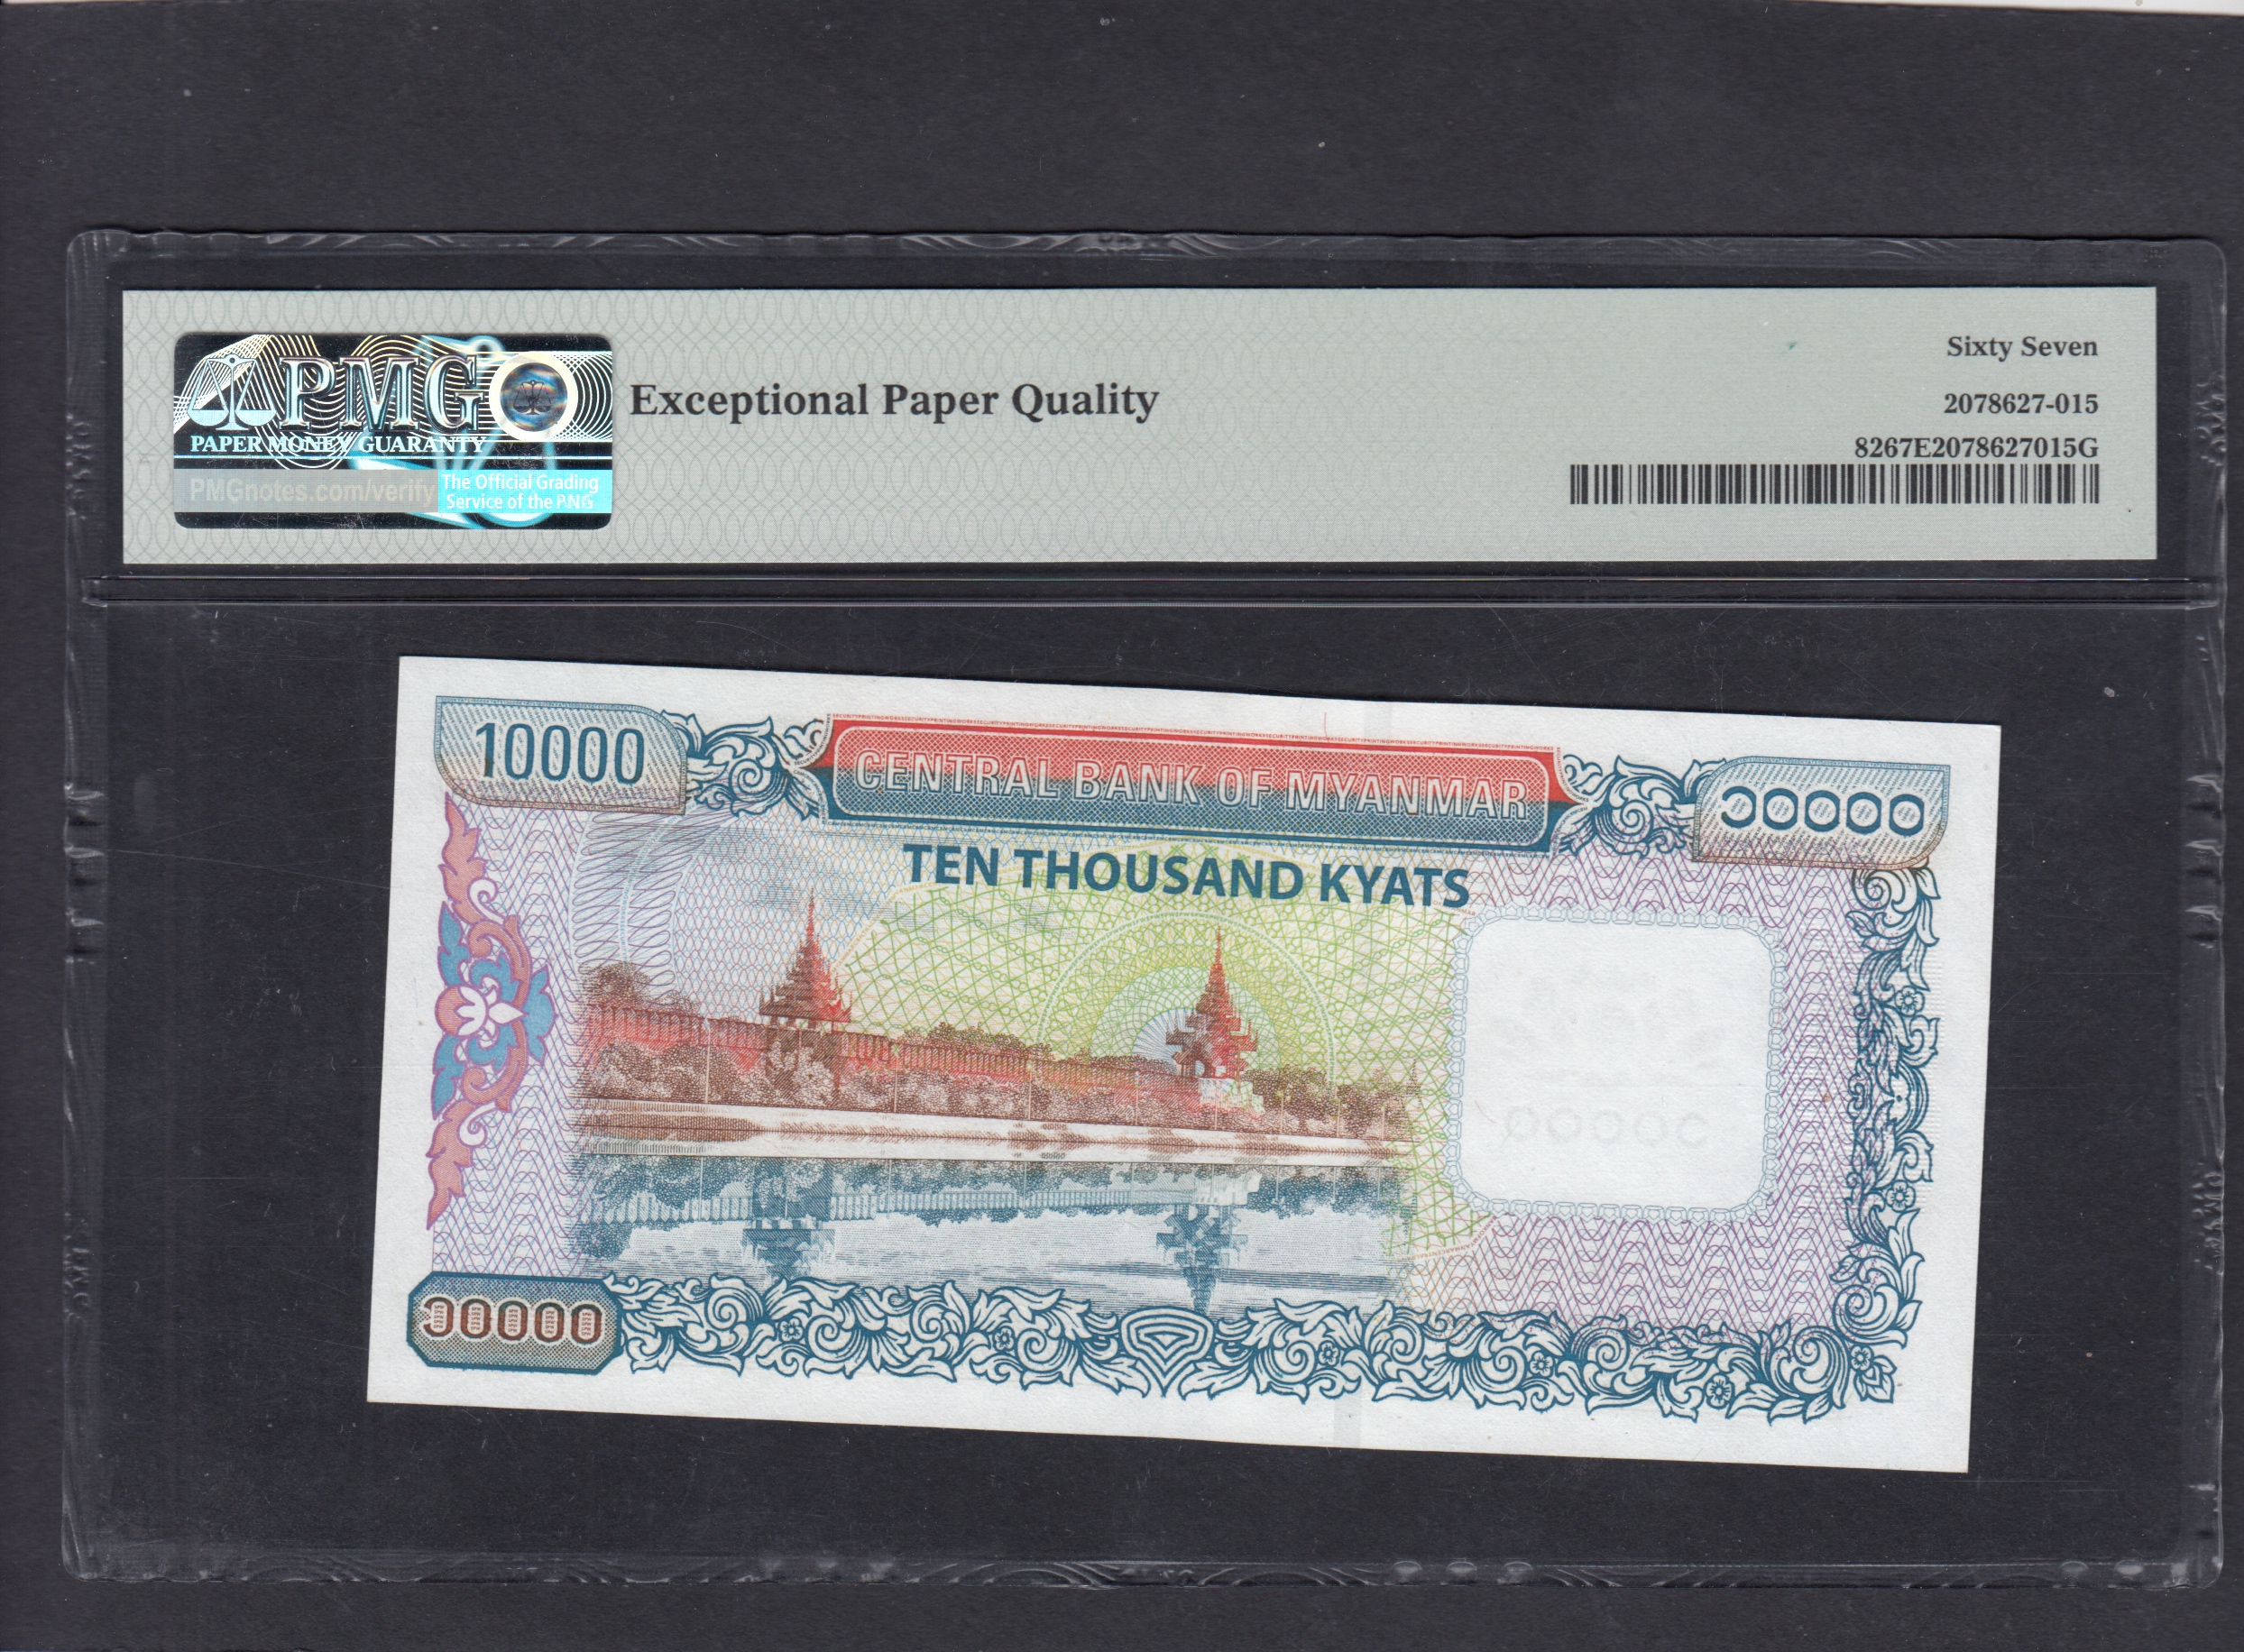 PMG
PAPER MONEY GUARANTY
PMGnotes.com/verify
The Official Grading
Service of the PNG
Exceptional Paper Quality
Sixty Seven
2078627-015
8267E2078627015G
10000
CENTRAL BANK OF MYANMAR
၁၀၀၀၀
TEN THOUSAND KYATS
၁၀၀၀၀